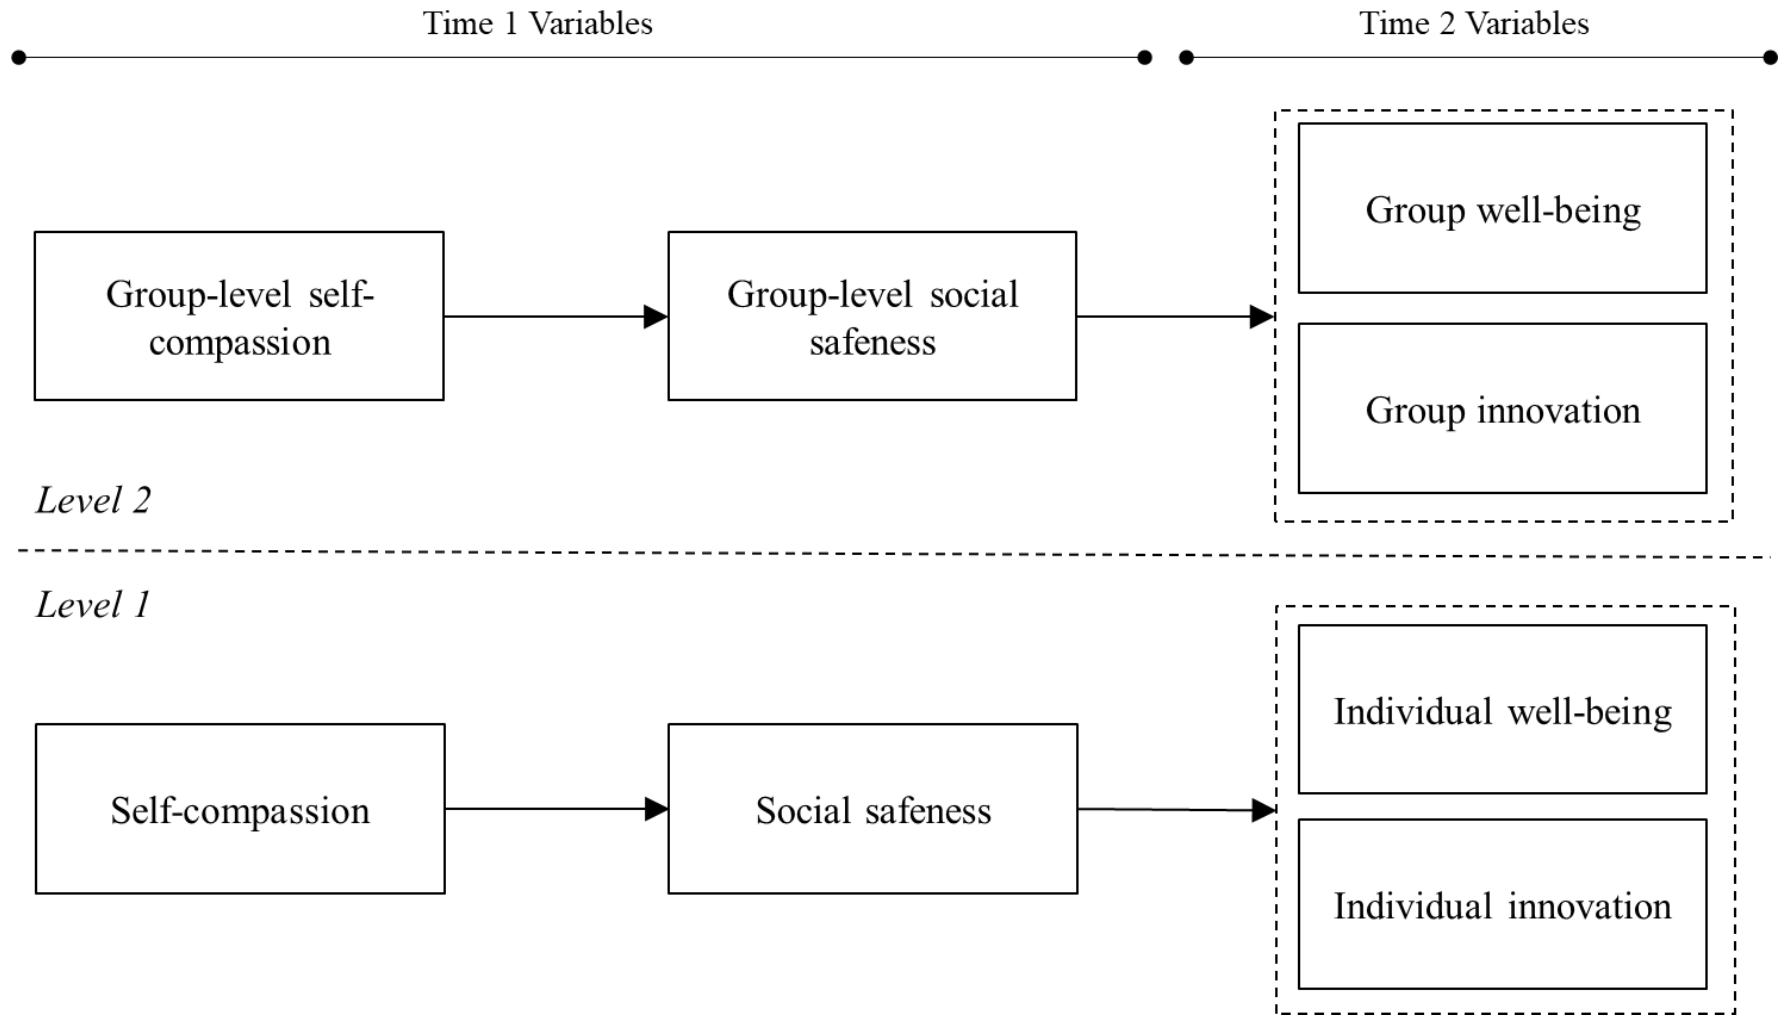 Time 1 Variables
Time 2 Variables
Group well-being
Group-level self-
compassion
Group-level social
safeness
Group innovation
Level 2
Level 1
Individual well-being
Self-compassion
Social safeness
Individual innovation